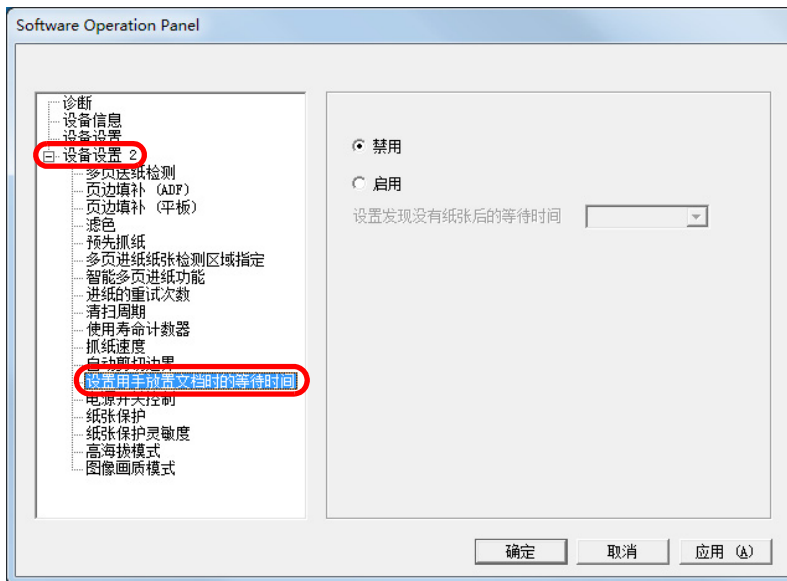 Software Operation Panel
诊断
设备信息
设备设置
设备设置 2
多页送纸检测
页边填补 (ADF)
页边填补 (平板)
滤色
预先抓纸
多页进纸纸张检测区域指定
智能多页进纸功能
进纸的重试次数
清扫周期
使用寿命计数器
抓纸速度
自动剪切边界
设置用手放置文档时的等待时间
电源开关控制
纸张保护
纸张保护灵敏度
高海拔模式
图像画质模式
禁用
启用
设置发现没有纸张后的等待时间
确定 取消 应用 (A)